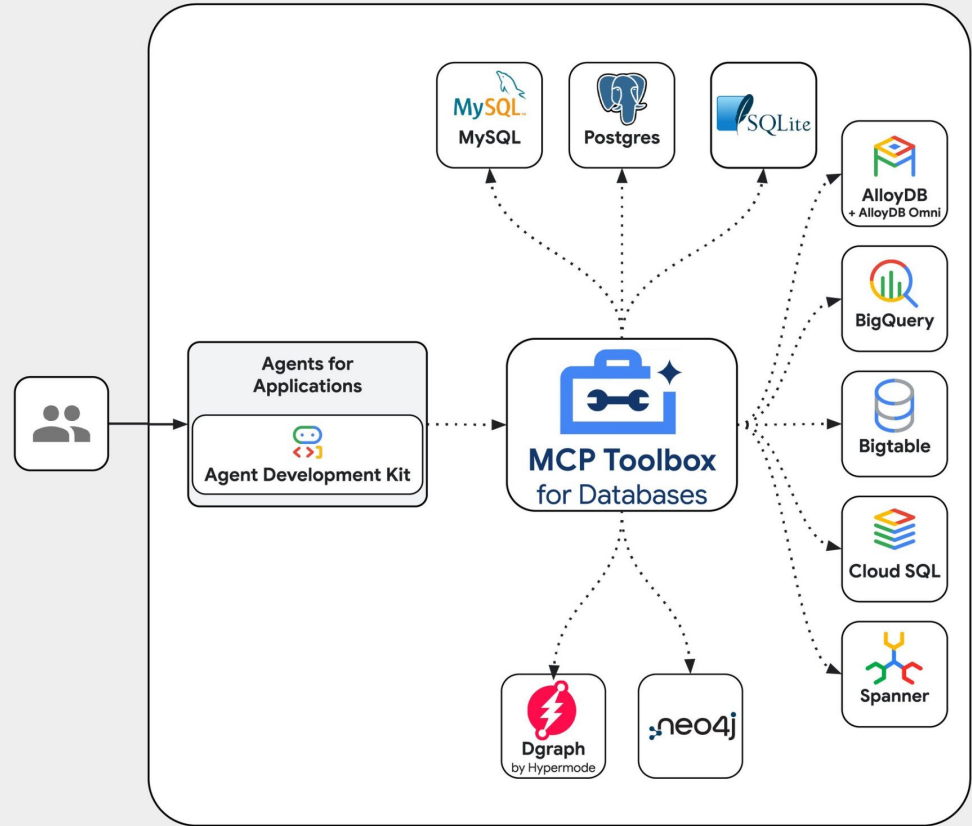 MySQL
MySQL
Postgres
SQLite
AlloyDB
+ AlloyDB Omni
BigQuery
Agents for
Applications
Agent Development Kit
MCP Toolbox
for Databases
Bigtable
Cloud SQL
Spanner
Dgraph
by Hypermode
neo4j